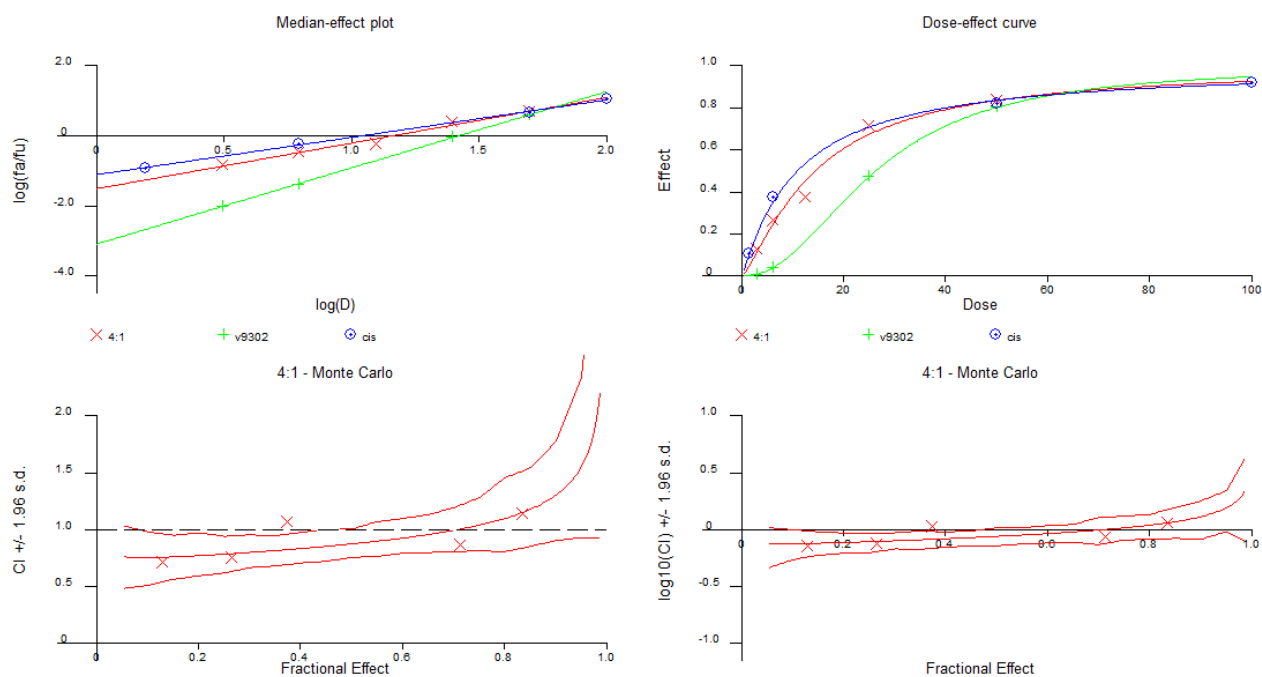 Median-effect plot
2.0
.0
-2.0
-4.0
0
0.5
1.0
1.5
2.0
log(fa/fu)
log(D)
4:1
v9302
cis
Dose-effect curve
1.0
0.8
0.6
0.4
0.2
.0
0
20
40
60
80
100
Effect
Dose
4:1
v9302
cis
4:1 - Monte Carlo
2.0
1.5
1.0
0.5
.0
0
0.2
0.4
0.6
0.8
1.0
CI +/- 1.96 s.d.
Fractional Effect
4:1 - Monte Carlo
1.0
0.5
.0
-0.5
-1.0
0
0.2
0.4
0.6
0.8
1.0
log10(CI) +/- 1.96 s.d.
Fractional Effect